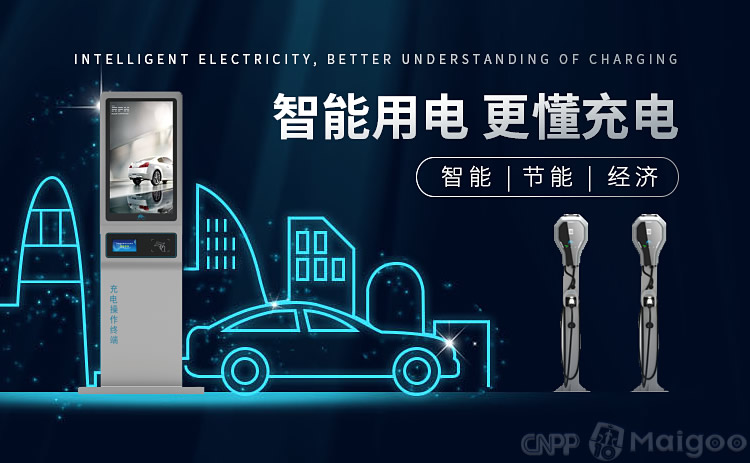 INTELLIGENT ELECTRICITY, BETTER UNDERSTANDING OF CHARGING
智能用电 更懂充电
智能 | 节能 | 经济
充电操作终端
CNPP Maigoo